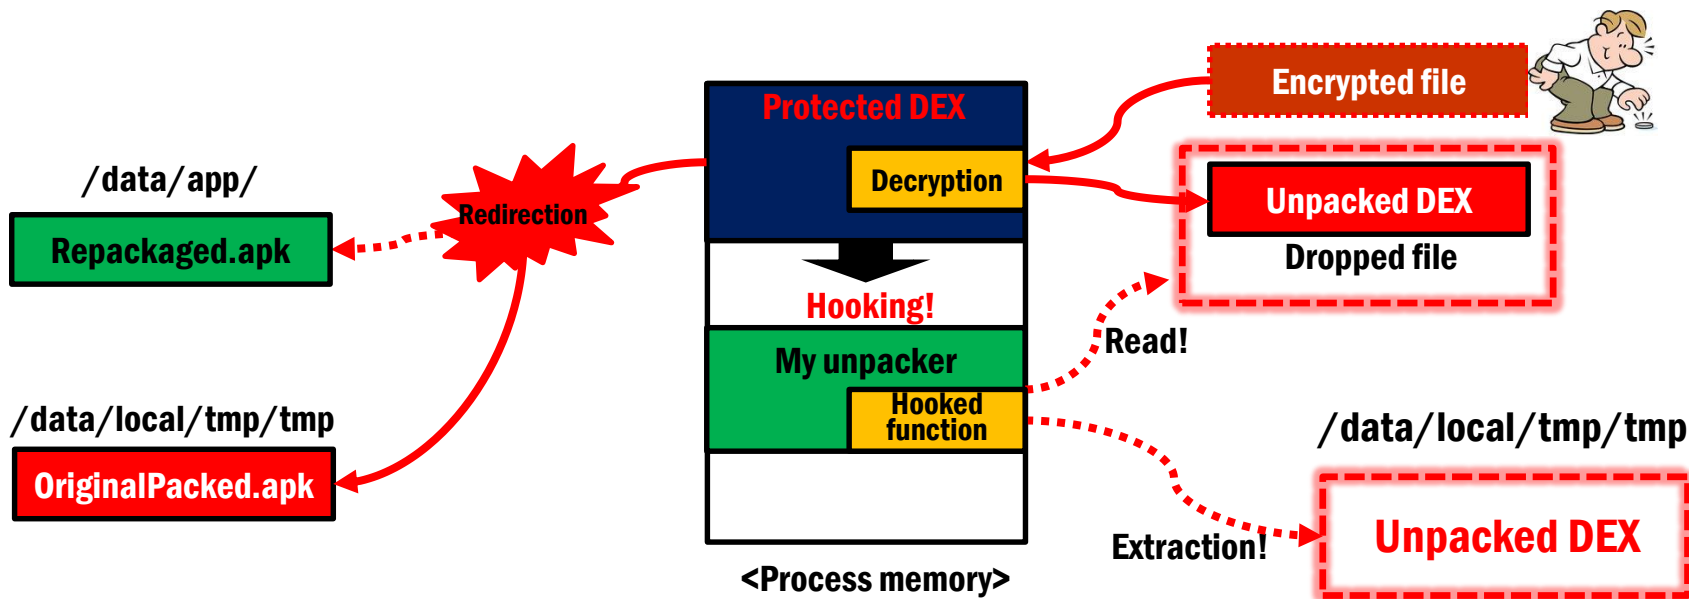 /data/app/
Repackaged.apk
/data/local/tmp/tmp
OriginalPacked.apk
Redirection
Protected DEX
Decryption
Hooking!
My unpacker
Hooked
function
<Process memory>
Encrypted file
Unpacked DEX
Dropped file
Read!
Extraction!
/data/local/tmp/tmp
Unpacked DEX